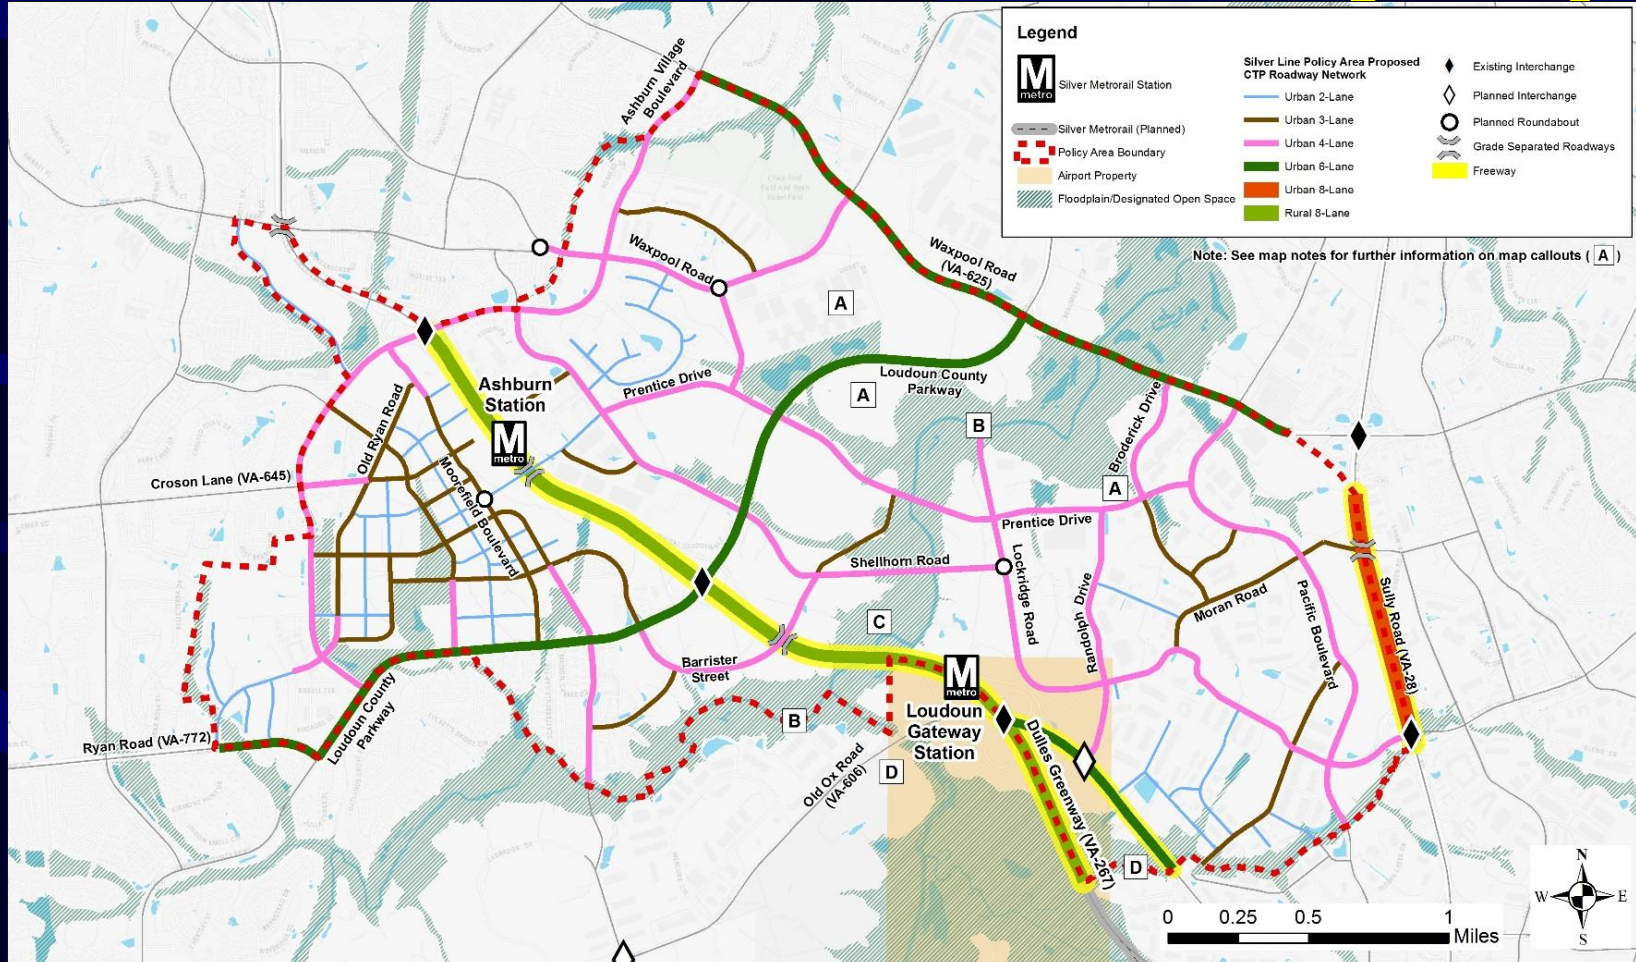 Legend
M
metro
Silver Metrorail Station
Silver Metrorail (Planned)
Policy Area Boundary
Airport Property
Floodplain/Designated Open Space
Silver Line Policy Area Proposed
CTP Roadway Network
Urban 2-Lane
Urban 3-Lane
Urban 4-Lane
Urban 6-Lane
Urban 8-Lane
Rural 8-Lane
Existing Interchange
Planned Interchange
Planned Roundabout
Grade Separated Roadways
Freeway
Note: See map notes for further information on map callouts ( A )
Ashburn Village
Boulevard
Waxpool Road
Waxpool Road
(VA-625)
A
Loudoun County
Parkway
A
Prentice Drive
Ashburn
Station
M
metro
Old Ryan Road
Croson Lane (VA-645)
Moorefield Boulevard
B
Broderick Drive
A
Prentice Drive
Shellhorn Road
Lockridge Road
Randolph Drive
Moran Road
Pacific Boulevard
Sully Road (VA-28)
C
Barrister
Street
M
metro
Loudoun
Gateway
Station
B
Loudoun County
Parkway
Ryan Road (VA-772)
Old Ox Road
(VA-606)
D
Dulles Greenway (VA-267)
D
N
W
E
S
0 0.25 0.5 1
Miles